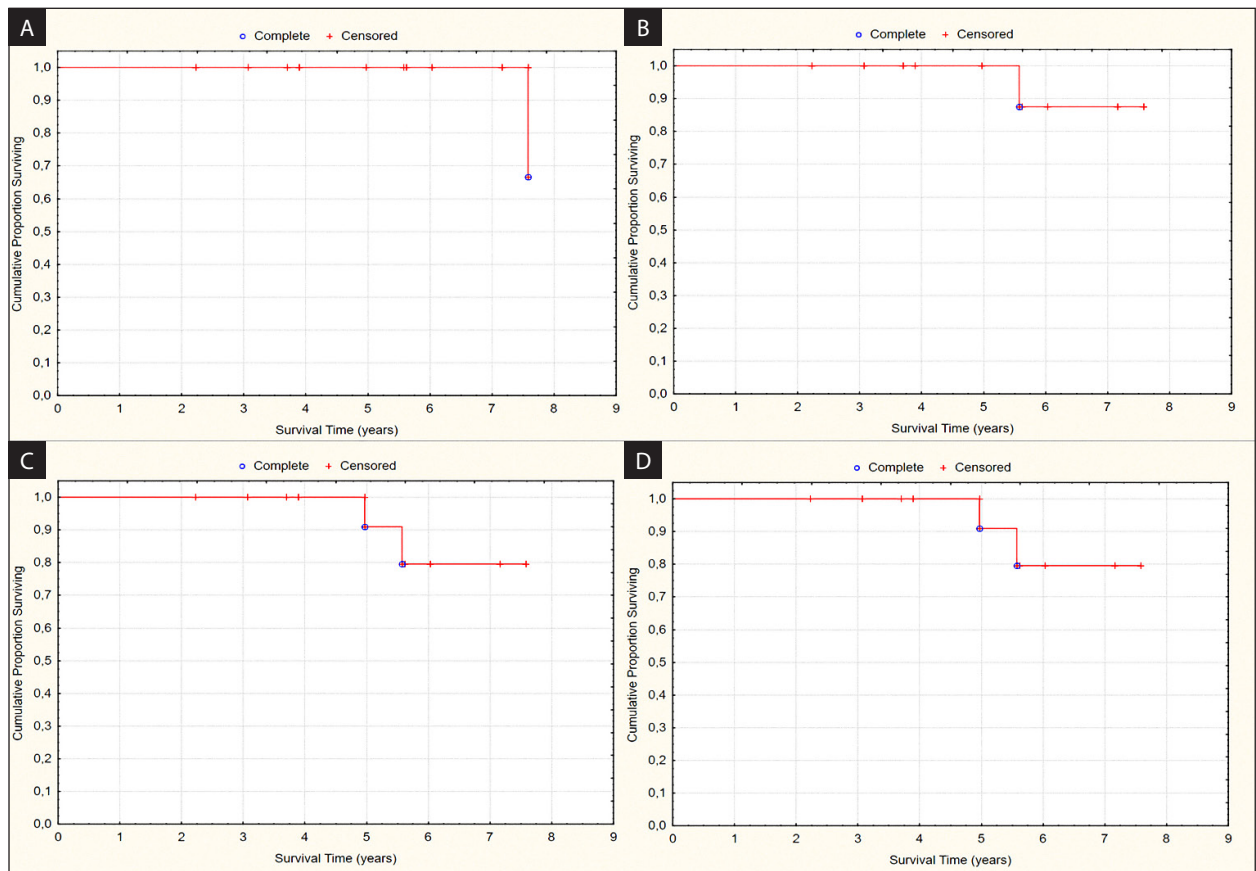 A
Complete Censored
Cumulative Proportion Surviving
1,0
0,9
0,8
0,7
0,6
0,5
0,4
0,3
0,2
0,1
0,0
0 1 2 3 4 5 6 7 8 9
Survival Time (years)
B
Complete Censored
Cumulative Proportion Surviving
1,0
0,9
0,8
0,7
0,6
0,5
0,4
0,3
0,2
0,1
0,0
0 1 2 3 4 5 6 7 8 9
Survival Time (years)
C
Complete Censored
Cumulative Proportion Surviving
1,0
0,9
0,8
0,7
0,6
0,5
0,4
0,3
0,2
0,1
0,0
0 1 2 3 4 5 6 7 8 9
Survival Time (years)
D
Complete Censored
Cumulative Proportion Surviving
1,0
0,9
0,8
0,7
0,6
0,5
0,4
0,3
0,2
0,1
0,0
0 1 2 3 4 5 6 7 8 9
Survival Time (years)